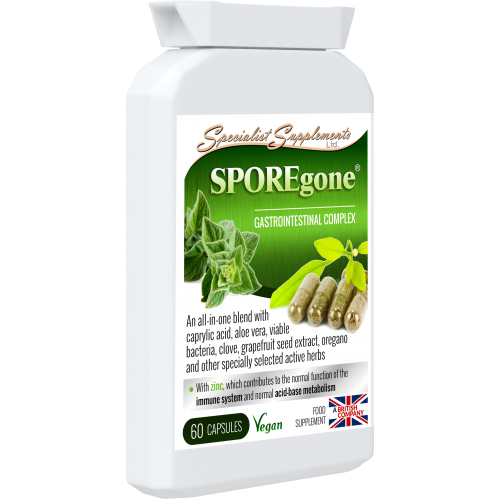 Specialist Supplements
Ltd.
SPOREgone®
GASTROINTESTINAL COMPLEX
An all-in-one blend with
caprylic acid, aloe vera, viable
bacteria, clove, grapefruit seed extract, oregano
and other specially selected active herbs
• With zinc, which contributes to the normal function of the
immune system and normal acid-base metabolism
60 CAPSULES
Vegan
FOOD
SUPPLEMENT
A BRITISH
COMPANY